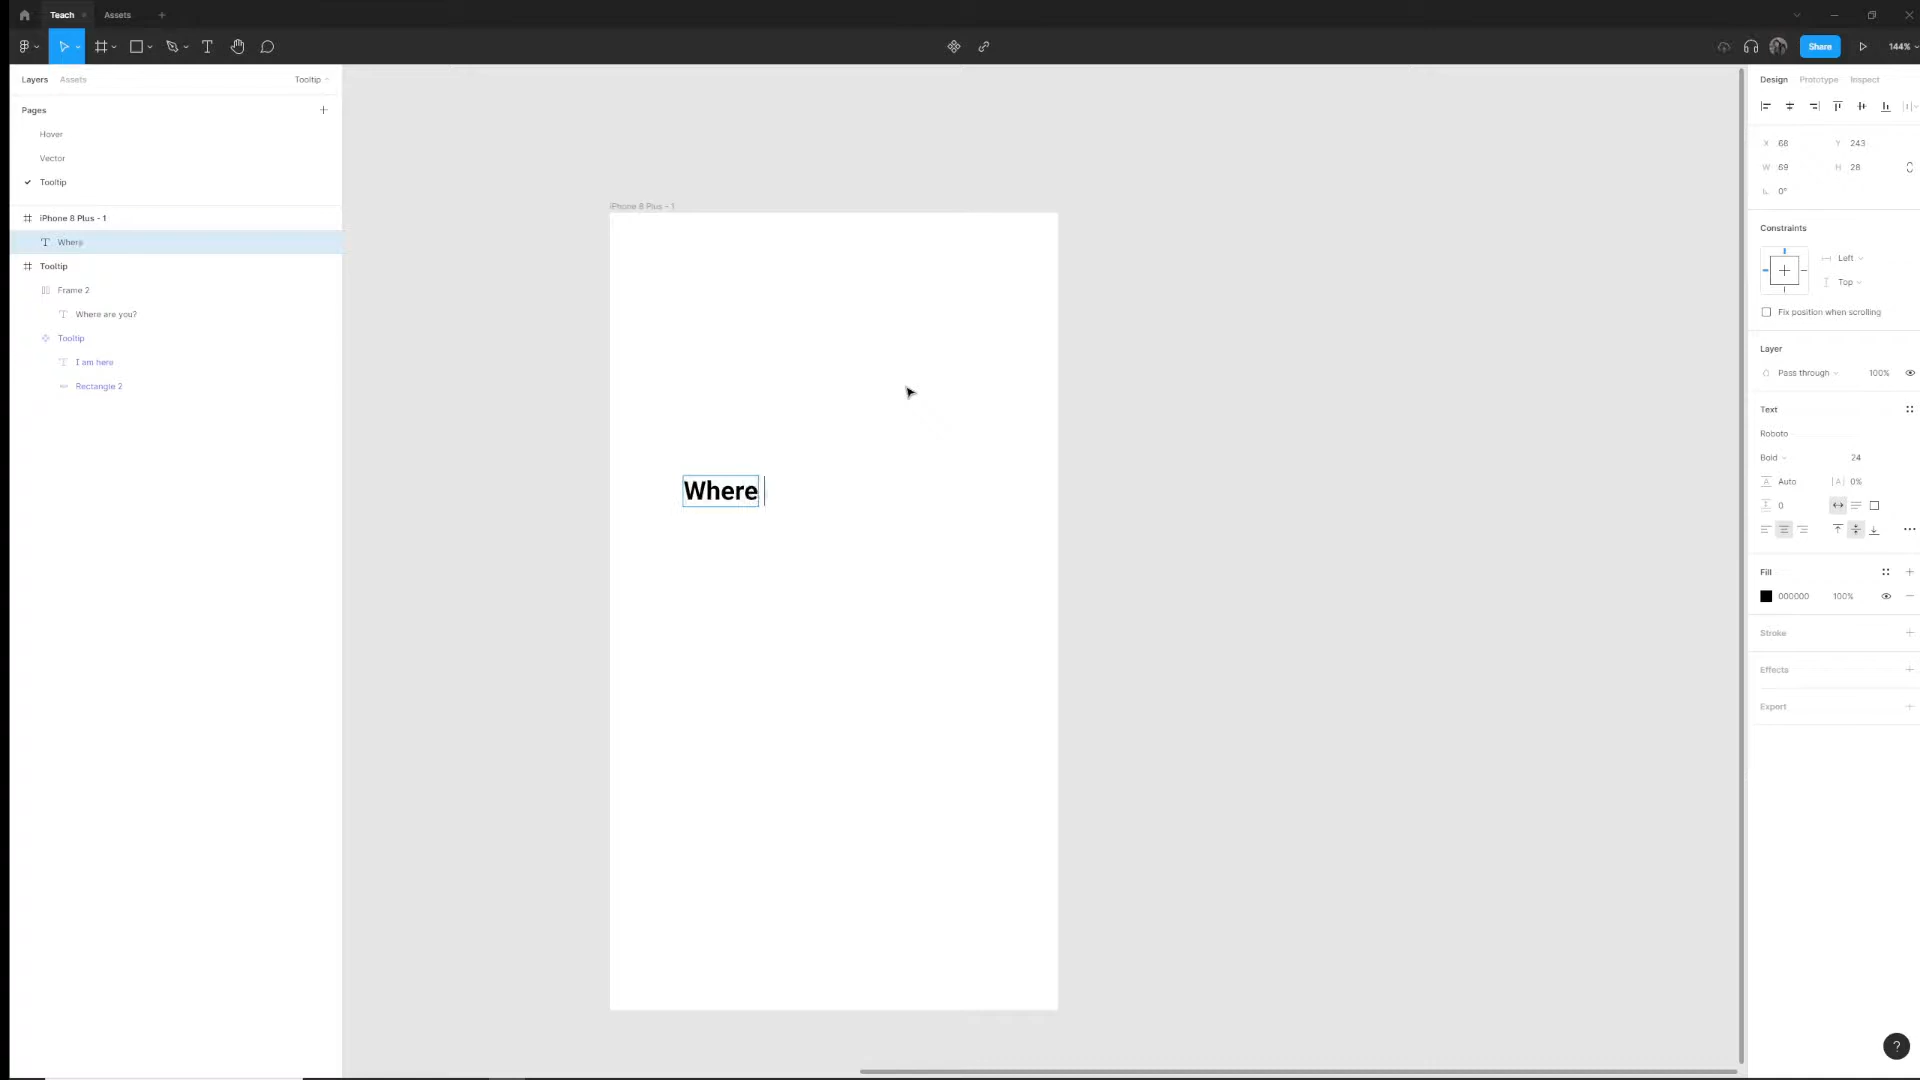 Teach
Assets
Share
144%
Layers
Assets
Tooltip
Pages
Hover
Vector
Tooltip
iPhone 8 Plus - 1
Where
Tooltip
Frame 2
Where are you?
Tooltip
I am here
Rectangle 2
iPhone 8 Plus - 1
Where
Design
Prototype
Inspect
X 68
Y 243
W 69
H 28
0°
Constraints
Left
Top
Fix position when scrolling
Layer
Pass through
100%
Text
Roboto
Bold
24
Auto
0%
0
Fill
000000
100%
Stroke
Effects
Export
?